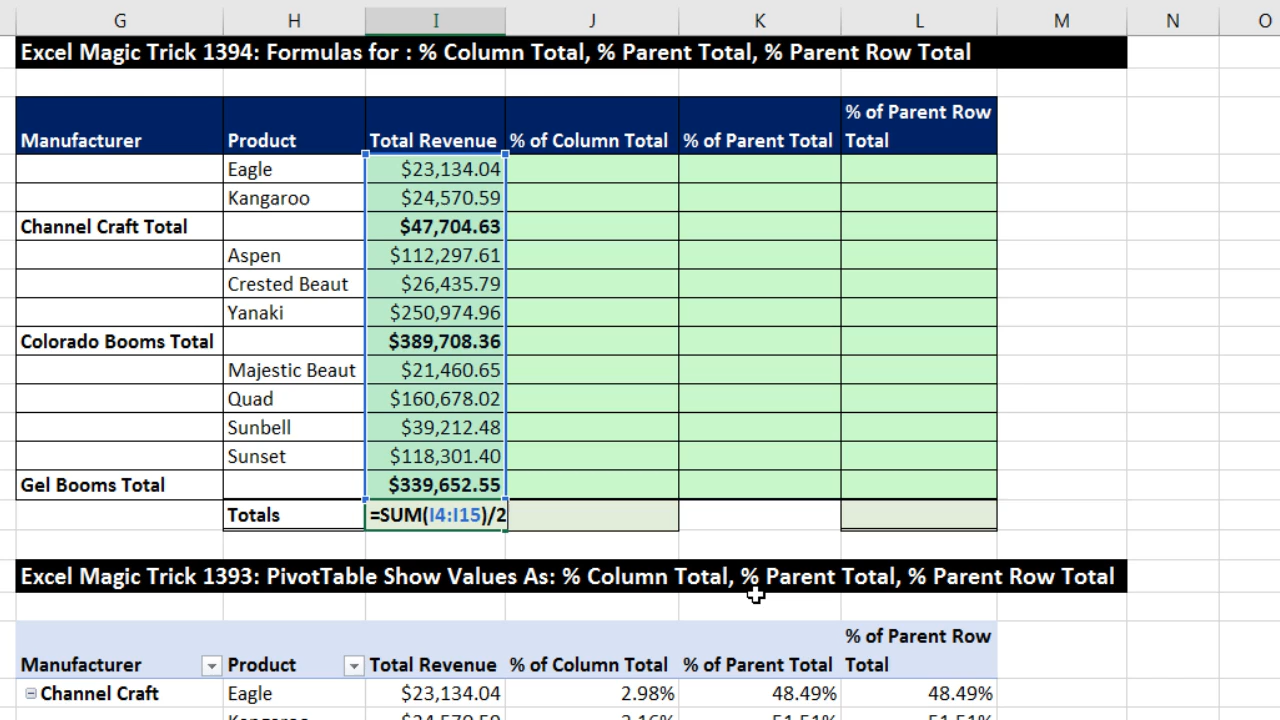 G H I J K L M N O
Excel Magic Trick 1394: Formulas for : % Column Total, % Parent Total, % Parent Row Total
Manufacturer Product Total Revenue % of Column Total % of Parent Total % of Parent Row Total
Eagle $23,134.04
Kangaroo $24,570.59
Channel Craft Total $47,704.63
Aspen $112,297.61
Crested Beaut $26,435.79
Yanaki $250,974.96
Colorado Booms Total $389,708.36
Majestic Beaut $21,460.65
Quad $160,678.02
Sunbell $39,212.48
Sunset $118,301.40
Gel Booms Total $339,652.55
Totals =SUM(I4:I15)/2
Excel Magic Trick 1393: PivotTable Show Values As: % Column Total, % Parent Total, % Parent Row Total
Manufacturer Product Total Revenue % of Column Total % of Parent Total % of Parent Row Total
Channel Craft Eagle $23,134.04 2.98% 48.49% 48.49%